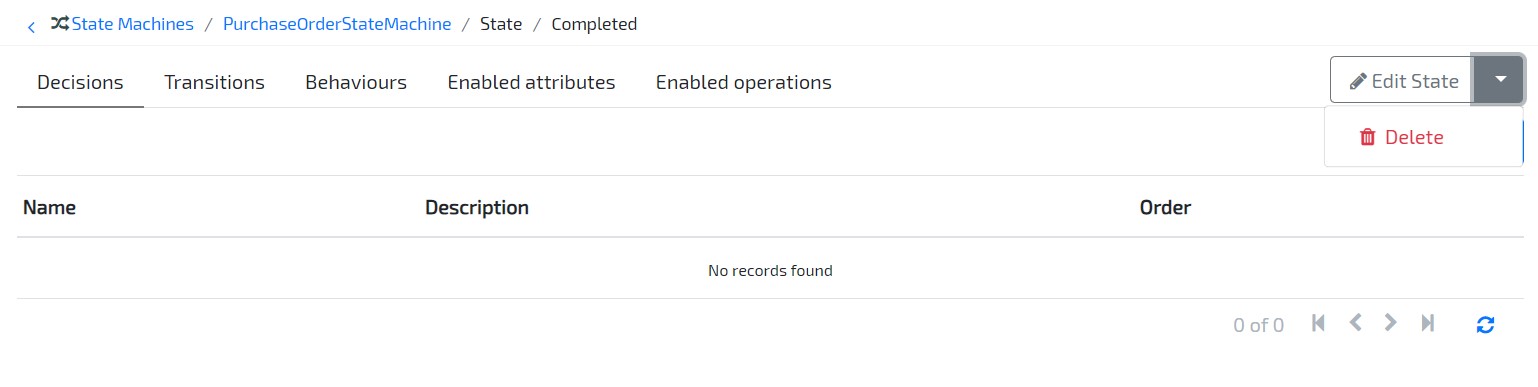 State Machines / PurchaseOrderStateMachine / State / Completed
Decisions Transitions Behaviours Enabled attributes Enabled operations Edit State
Delete
Name Description Order
No records found
0 of 0